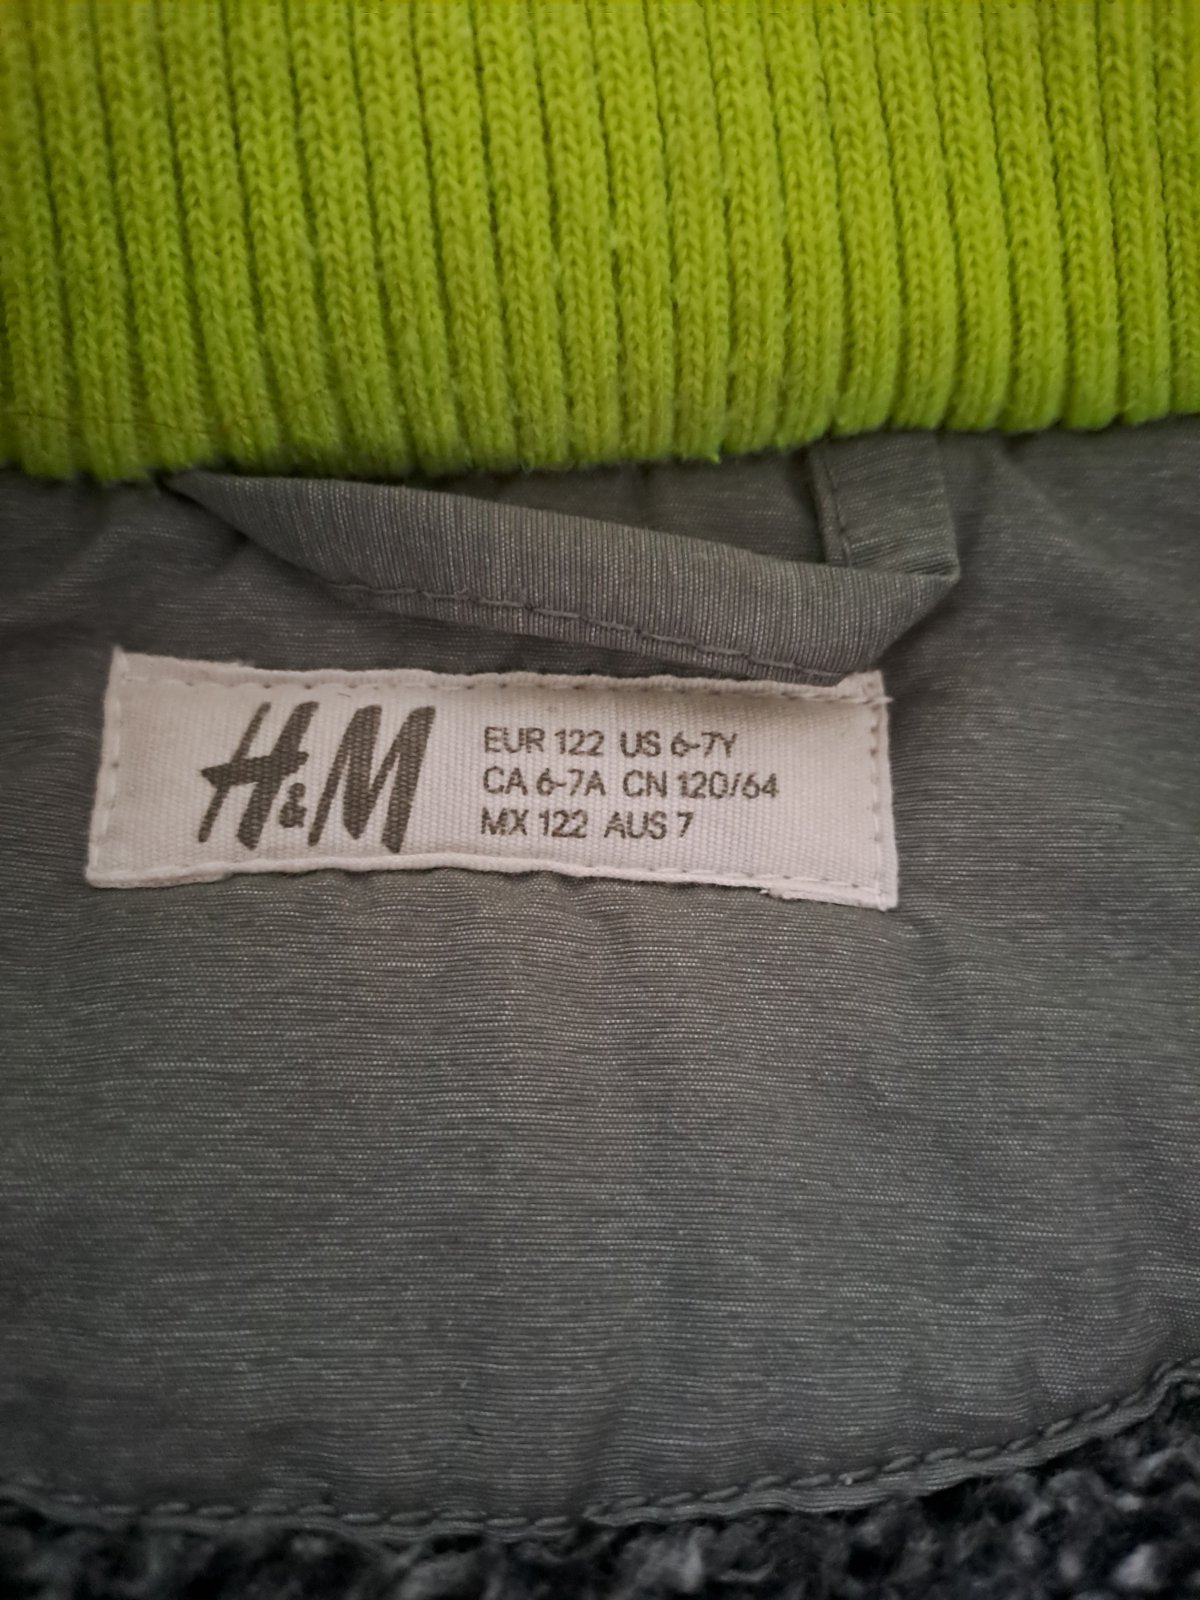 H&M
EUR 122 US 6-7Y
CA 6-7A CN 120/64
MX 122 AUS 7